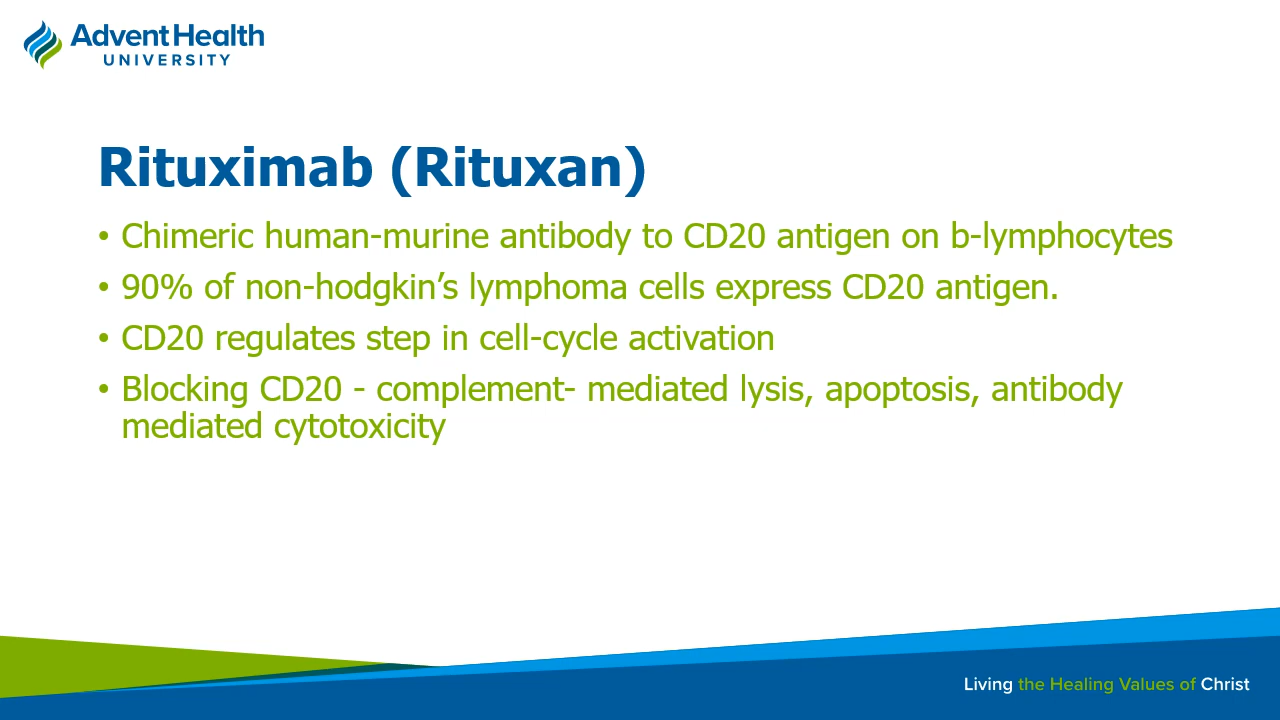 AdventHealth
UNIVERSITY
Rituximab (Rituxan)
• Chimeric human-murine antibody to CD20 antigen on b-lymphocytes
• 90% of non-hodgkin’s lymphoma cells express CD20 antigen.
• CD20 regulates step in cell-cycle activation
• Blocking CD20 - complement- mediated lysis, apoptosis, antibody
mediated cytotoxicity
Living the Healing Values of Christ